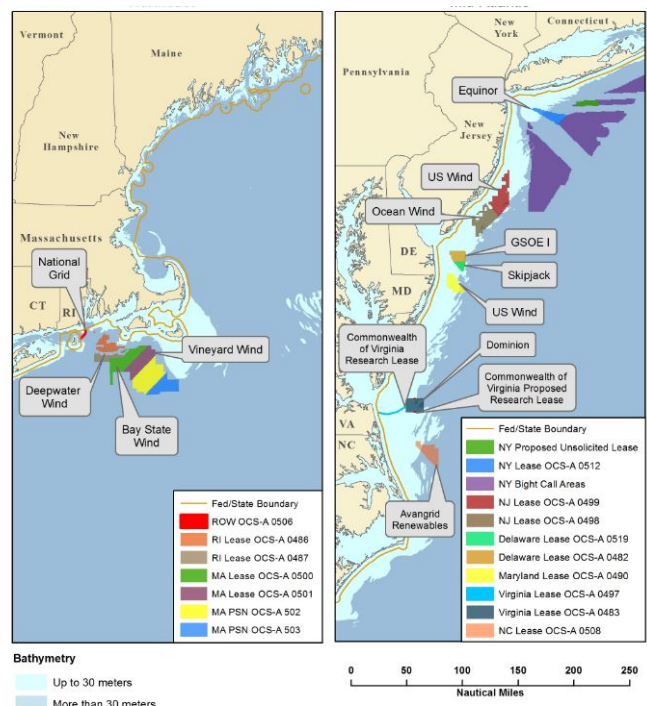 Vermont
Maine
New
Hampshire
Massachusetts
National
Grid
CT
RI
Vineyard Wind
Deepwater
Wind
Bay State
Wind
Fed/State Boundary
ROW OCS-A 0506
RI Lease OCS-A 0486
RI Lease OCS-A 0487
MA Lease OCS-A 0500
MA Lease OCS-A 0501
MA PSN OCS-A 502
MA PSN OCS-A 503
New
York
Connecticut
Pennsylvania
Equinor
New
Jersey
US Wind
Ocean Wind
DE
GSOE I
Skipjack
MD
US Wind
Commonwealth
of Virginia
Research Lease
Dominion
Commonwealth of
Virginia Proposed
Research Lease
VA
NC
Avangrid
Renewables
Fed/State Boundary
NY Proposed Unsolicited Lease
NY Lease OCS-A 0512
NY Bight Call Areas
NJ Lease OCS-A 0499
NJ Lease OCS-A 0498
Delaware Lease OCS-A 0519
Delaware Lease OCS-A 0482
Maryland Lease OCS-A 0490
Virginia Lease OCS-A 0497
Virginia Lease OCS-A 0483
NC Lease OCS-A 0508
Bathymetry
Up to 30 meters
More than 30 meters
0 50 100 150 200 250
Nautical Miles